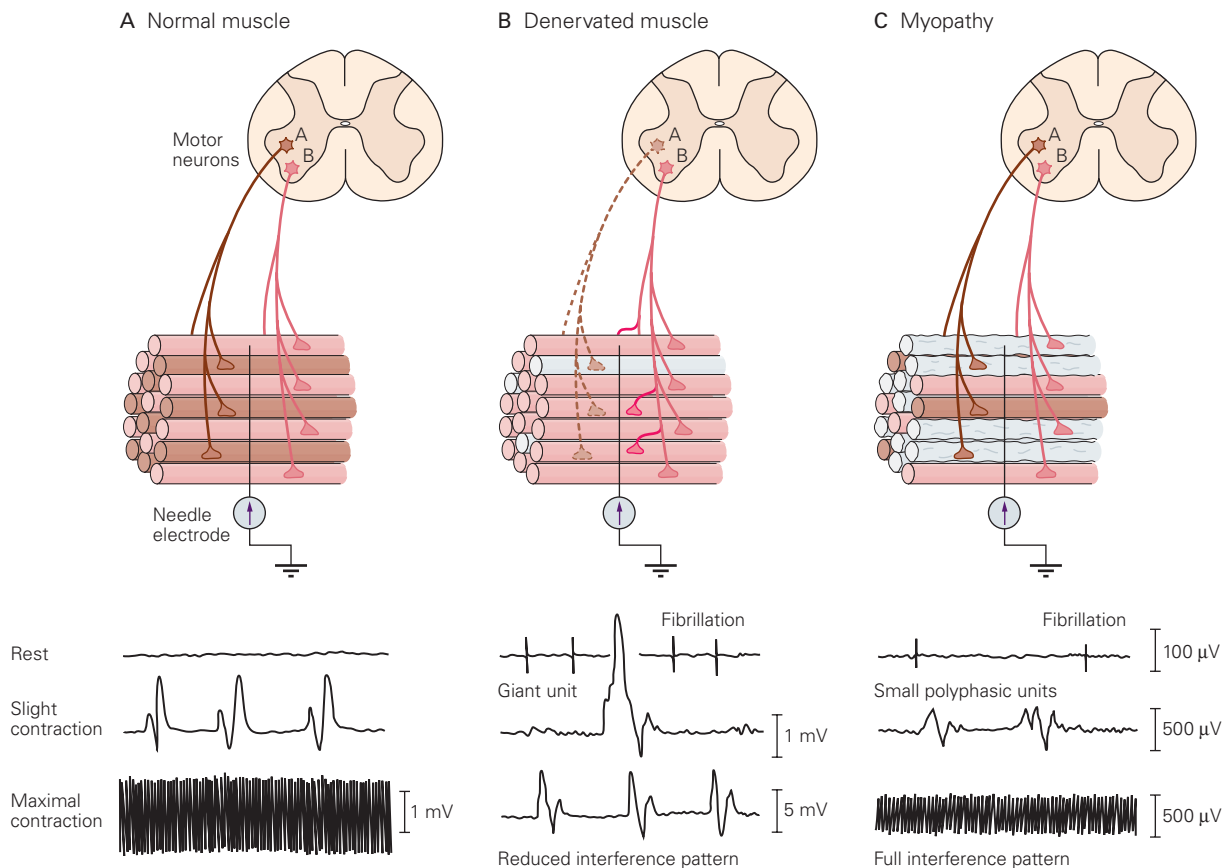 A Normal muscle
B Denervated muscle
C Myopathy
Motor
neurons
A
B
A
B
A
B
Needle
electrode
Rest
Fibrillation
Fibrillation
100 μV
Giant unit
Small polyphasic units
Slight
contraction
1 mV
500 μV
Maximal
contraction
1 mV
5 mV
500 μV
Reduced interference pattern
Full interference pattern